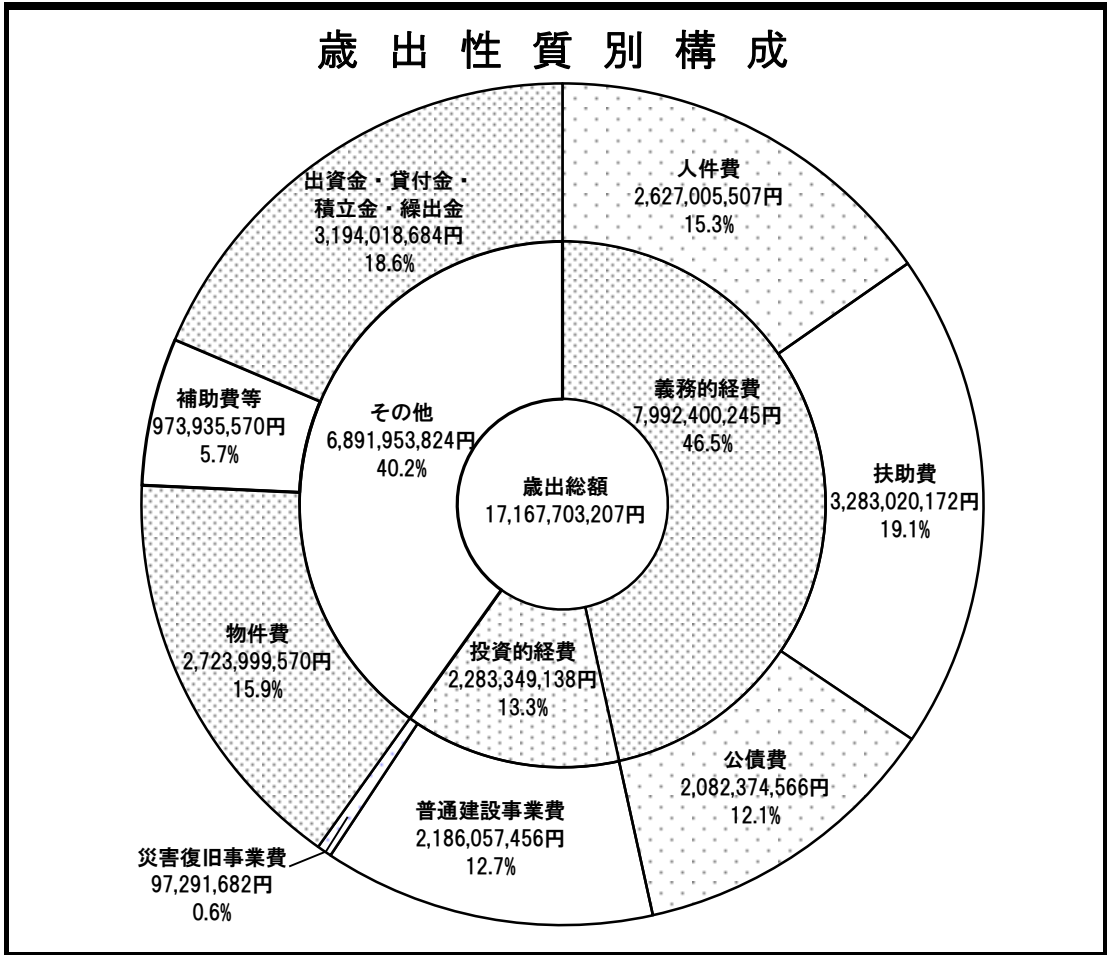 歳出性質別構成
出資金・貸付金・
積立金・繰出金
3,194,018,684円
18.6%
人件費
2,627,005,507円
15.3%
補助費等
973,935,570円
5.7%
その他
6,891,953,824円
40.2%
義務的経費
7,992,400,245円
46.5%
扶助費
3,283,020,172円
19.1%
歳出総額
17,167,703,207円
物件費
2,723,999,570円
15.9%
投資的経費
2,283,349,138円
13.3%
公債費
2,082,374,566円
12.1%
普通建設事業費
2,186,057,456円
12.7%
災害復旧事業費
97,291,682円
0.6%